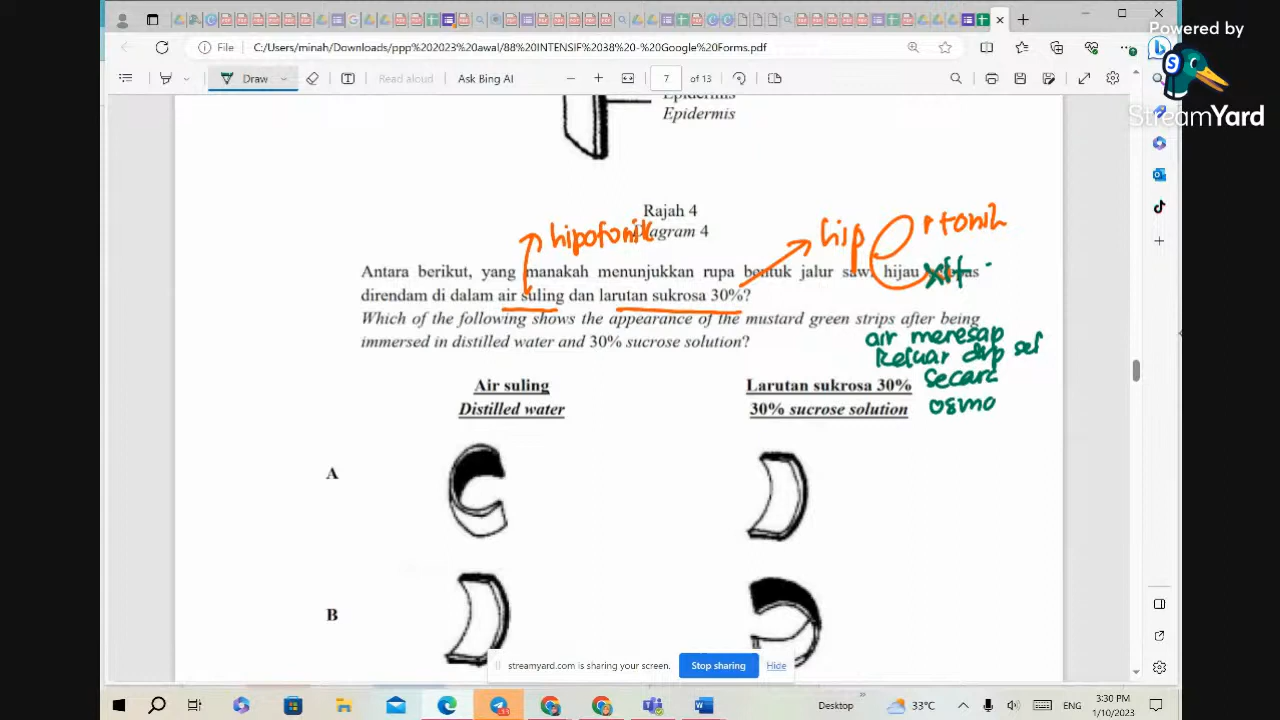 Powered by
StreamYard
File
C:/Users/minah/Downloads/ppp%202023%20awal/88%20INTENSIF%2038%20-%20Google%20Forms.pdf
Draw
Read aloud
Ask Bing AI
7
of 13
Epidermis
Epidermis
Rajah 4
Diagram 4
hipotonik
hipertonik
Antara berikut, yang manakah menunjukkan rupa bentuk jalur sawi hijau
direndam di dalam air suling dan larutan sukrosa 30%?
Which of the following shows the appearance of the mustard green strips after being
immersed in distilled water and 30% sucrose solution?
air meresap
keluar drp sel
secara
osmo
Air suling
Larutan sukrosa 30%
Distilled water
30% sucrose solution
A
B
streamyard.com is sharing your screen.
Stop sharing
Hide
Desktop
33°C
3:30 PM
1/10/2023